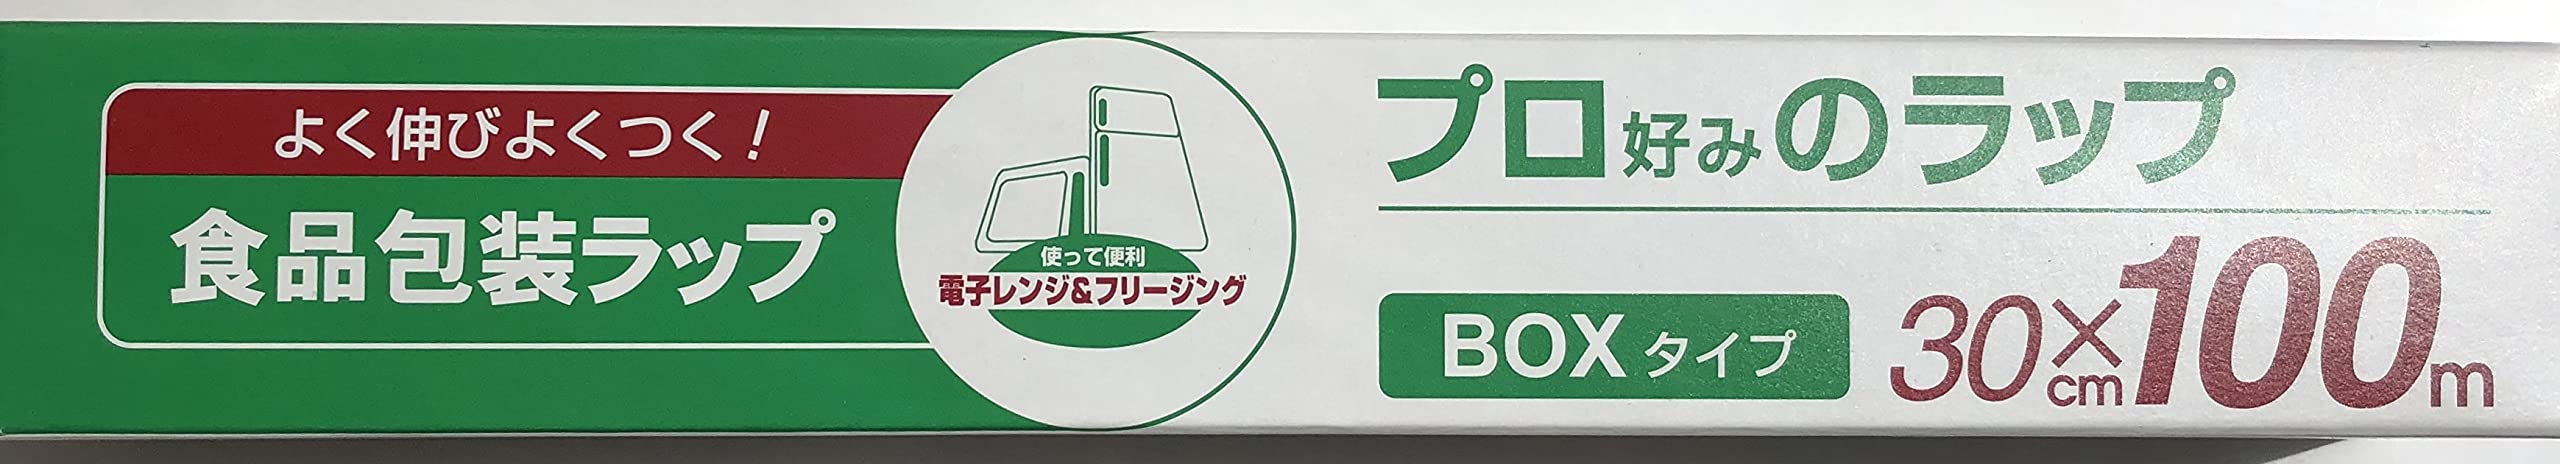 よく伸びよくつく!
食品包装ラップ
使って便利
電子レンジ&フリージング
プロ好みのラップ
BOXタイプ
30cm×100m